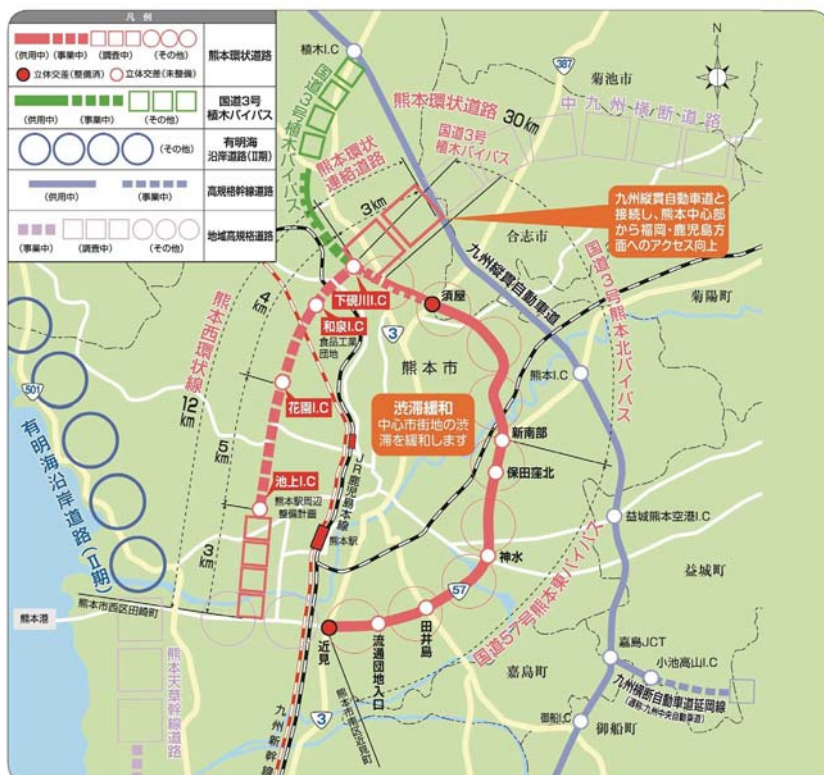 凡例
(供用中) (事業中) (調査中) (その他)
立体交差(整備済) 立体交差(未整備)
熊本環状道路
(供用中) (事業中) (その他)
国道3号
植木バイパス
(その他)
有明海
沿岸道路(Ⅱ期)
(供用中) (事業中)
高規格幹線道路
(事業中) (調査中) (その他)
地域高規格道路
植木I.C
国道3号植木バイパス
387
菊池市
N
熊本環状道路
30km
中九州横断道路
国道3号
植木バイパス
熊本環状
連絡道路
3km
九州縦貫自動車道と
接続し、熊本中心部
から福岡・鹿児島方
面へのアクセス向上
合志市
九州縦貫自動車道
国道3号熊本北バイパス
菊陽町
下硯川I.C
須屋
和泉I.C
食品工業
団地
3
4km
熊本西環状線
12km
花園I.C
熊本市
熊本I.C
渋滞緩和
中心市街地の渋
滞を緩和します
新南部
保田窪北
501
有明海沿岸道路(Ⅱ期)
5km
池上I.C
熊本駅周辺
整備計画
JR鹿児島本線
熊本駅
益城熊本空港I.C
神水
益城町
3km
57
国道57号熊本東バイパス
熊本市西区田崎町
熊本港
近見
流通団地入口
田井島
嘉島町
嘉島JCT
小池高山I.C
九州横断自動車道延岡線
(通称:九州中央自動車道)
熊本天草幹線道路
九州新幹線
3
熊本市南区近見町
御船I.C
御船町